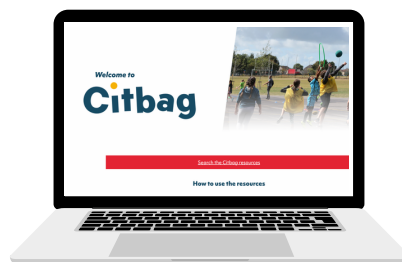 Welcome to
Citbag
Search the Citbag resources
How to use the resources